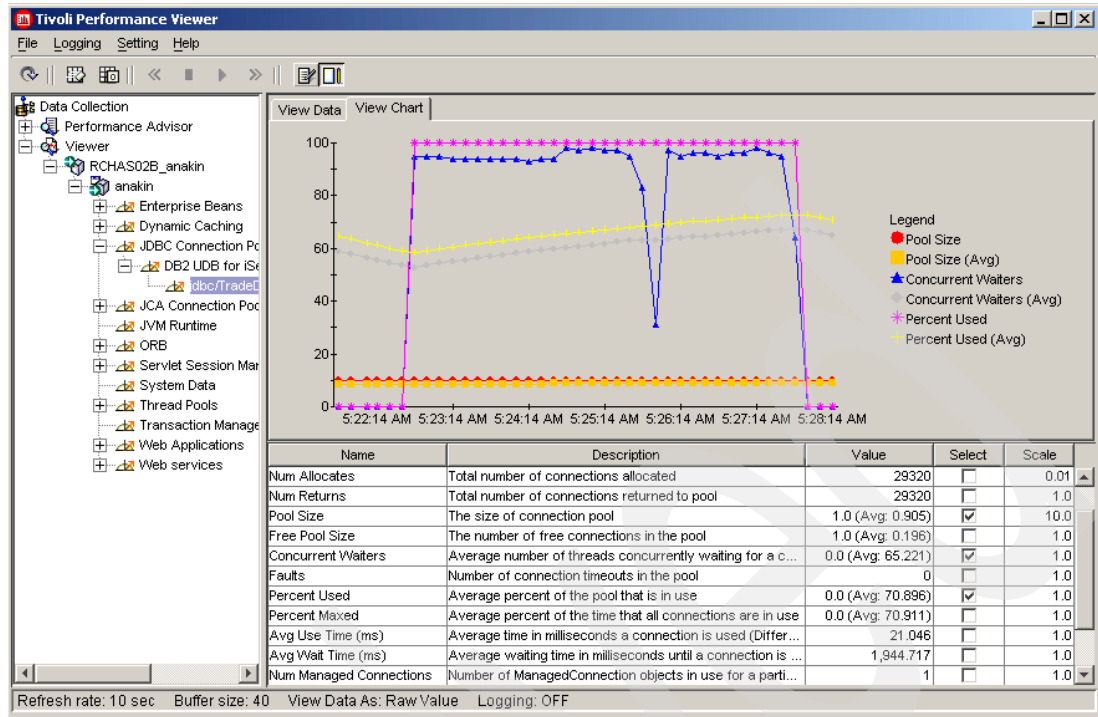 Tivoli Performance Viewer
File Logging Setting Help
Data Collection
Performance Advisor
Viewer
RCHAS02B_anakin
anakin
Enterprise Beans
Dynamic Caching
JDBC Connection Po
DB2 UDB for iSe
jdbc/TradeD
JCA Connection Poo
JVM Runtime
ORB
Servlet Session Mar
System Data
Thread Pools
Transaction Manage
Web Applications
Web services
View Data View Chart
100
80
60
40
20
0
5:22:14 AM 5:23:14 AM 5:24:14 AM 5:25:14 AM 5:26:14 AM 5:27:14 AM 5:28:14 AM
Legend
Pool Size
Pool Size (Avg)
Concurrent Waiters
Concurrent Waiters (Avg)
Percent Used
Percent Used (Avg)
Name Description Value Select Scale
Num Allocates Total number of connections allocated 29320 0.01
Num Returns Total number of connections returned to pool 29320 1.0
Pool Size The size of connection pool 1.0 (Avg: 0.905) 10.0
Free Pool Size The number of free connections in the pool 1.0 (Avg: 0.196) 1.0
Concurrent Waiters Average number of threads concurrently waiting for a c... 0.0 (Avg: 65.221) 1.0
Faults Number of connection timeouts in the pool 0 1.0
Percent Used Average percent of the pool that is in use 0.0 (Avg: 70.896) 1.0
Percent Maxed Average percent of the time that all connections are in use 0.0 (Avg: 70.911) 1.0
Avg Use Time (ms) Average time in milliseconds a connection is used (Differ... 21.046 1.0
Avg Wait Time (ms) Average waiting time in milliseconds until a connection is ... 1,944.717 1.0
Num Managed Connections Number of ManagedConnection objects in use for a parti... 1 1.0
Refresh rate: 10 sec Buffer size: 40 View Data As: Raw Value Logging: OFF